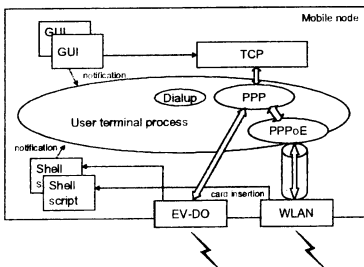 Mobile node
GUI
GUI
TCP
notification
Dialup
PPP
User terminal process
PPPoE
notification
Shell
s
Shell
script
card insertion
EV-DO
WLAN